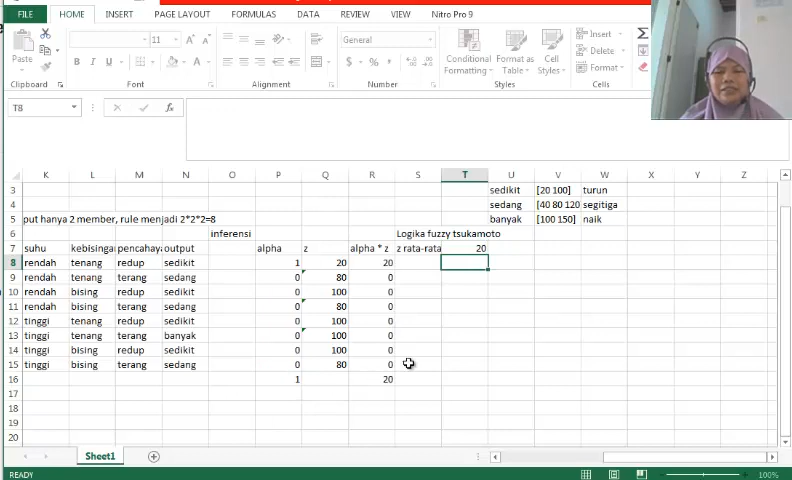 FILE HOME INSERT PAGE LAYOUT FORMULAS DATA REVIEW VIEW Nitro Pro 9
Paste
B I U
11 A A
General
$ % ,
Conditional Formatting
Format as Table
Cell Styles
Insert
Delete
Format
Clipboard Font Alignment Number Styles Cells
T8 fx
K L M N O P Q R S T U V W X Y Z
3 sedikit [20 100] turun
4 sedang [40 80 120 segitiga
5 put hanya 2 member, rule menjadi 2*2*2=8 banyak [100 150] naik
6 inferensi Logika fuzzy tsukamoto
7 suhu kebisingan pencahaya output alpha z alpha * z z rata-rata 20
8 rendah tenang redup sedikit 1 20 20
9 rendah tenang terang sedang 0 80 0
10 rendah bising redup sedikit 0 100 0
11 rendah bising terang sedang 0 80 0
12 tinggi tenang redup sedikit 0 100 0
13 tinggi tenang terang banyak 0 100 0
14 tinggi bising redup sedikit 0 100 0
15 tinggi bising terang sedang 0 80 0
16 1 20
17
18
19
20
Sheet1
READY 100%